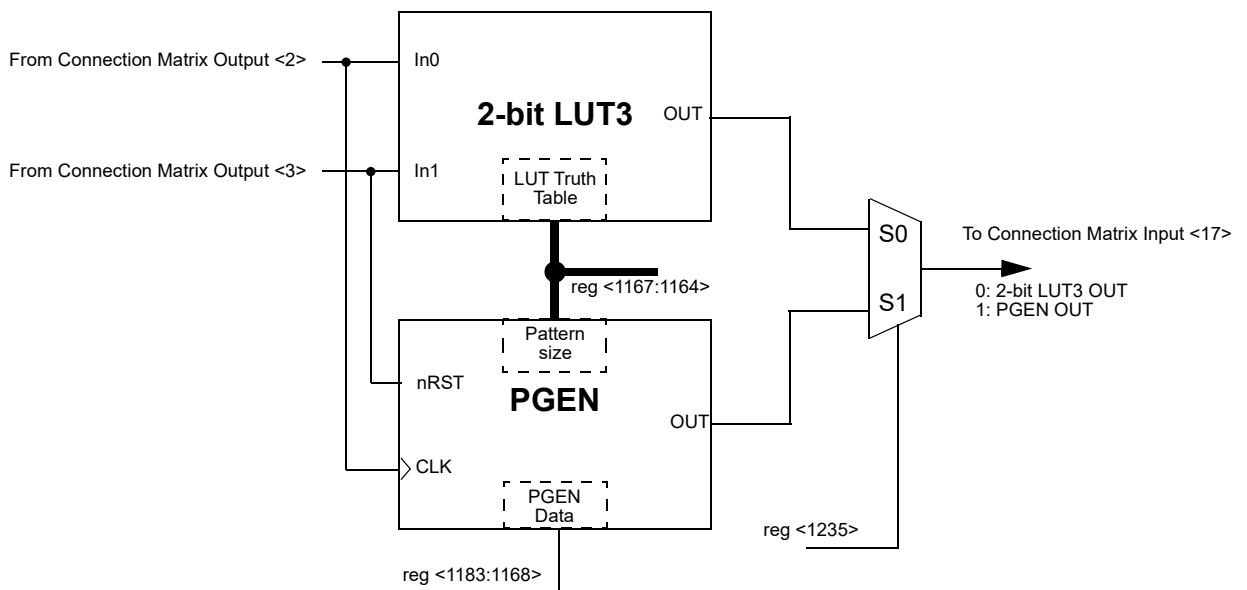 From Connection Matrix Output <2>
In0
2-bit LUT3
OUT
From Connection Matrix Output <3>
In1
LUT Truth
Table
S0
To Connection Matrix Input <17>
reg <1167:1164>
0: 2-bit LUT3 OUT
1: PGEN OUT
S1
Pattern
size
nRST
PGEN
OUT
CLK
PGEN
Data
reg <1235>
reg <1183:1168>